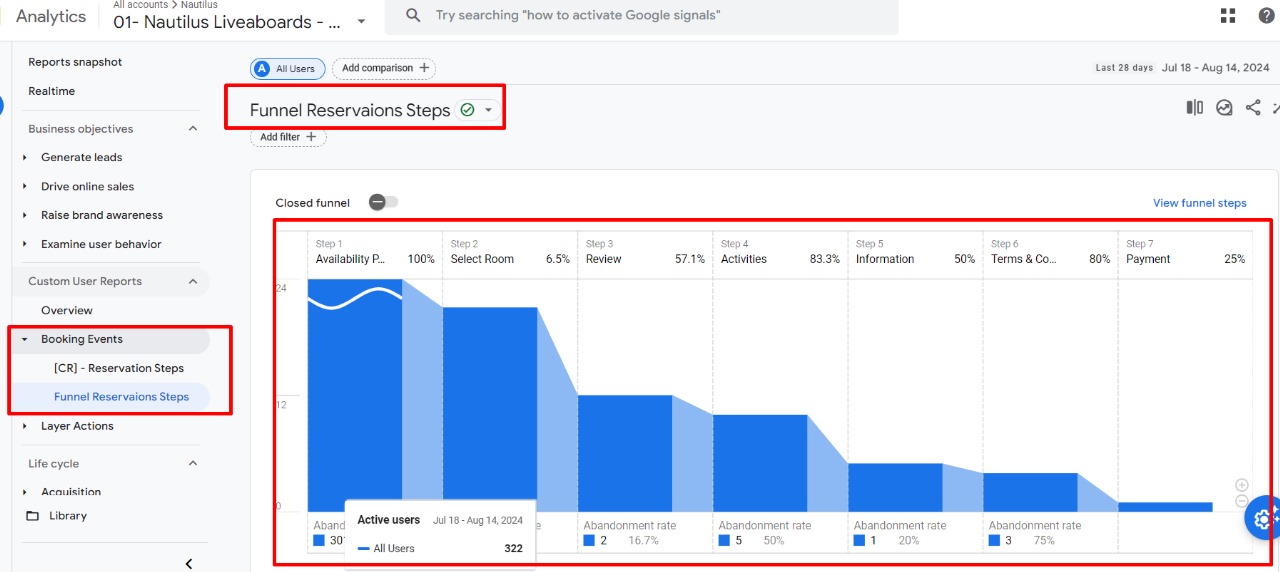 All accounts > Nautilus
Analytics
01- Nautilus Liveaboards - ...
Try searching "how to activate Google signals"
Reports snapshot
Realtime
Business objectives
Generate leads
Drive online sales
Raise brand awareness
Examine user behavior
Custom User Reports
Overview
Booking Events
[CR] - Reservation Steps
Funnel Reservaions Steps
Layer Actions
Life cycle
Acquisition
Library
A All Users
Add comparison +
Last 28 days Jul 18 - Aug 14, 2024
Funnel Reservaions Steps
Add filter +
Closed funnel
View funnel steps
Step 1
Availability P... 100%
Step 2
Select Room 6.5%
Step 3
Review 57.1%
Step 4
Activities 83.3%
Step 5
Information 50%
Step 6
Terms & Co... 80%
Step 7
Payment 25%
24
12
0
Active users Jul 18 - Aug 14, 2024
All Users 322
Abandonment rate
2 16.7%
Abandonment rate
5 50%
Abandonment rate
1 20%
Abandonment rate
3 75%